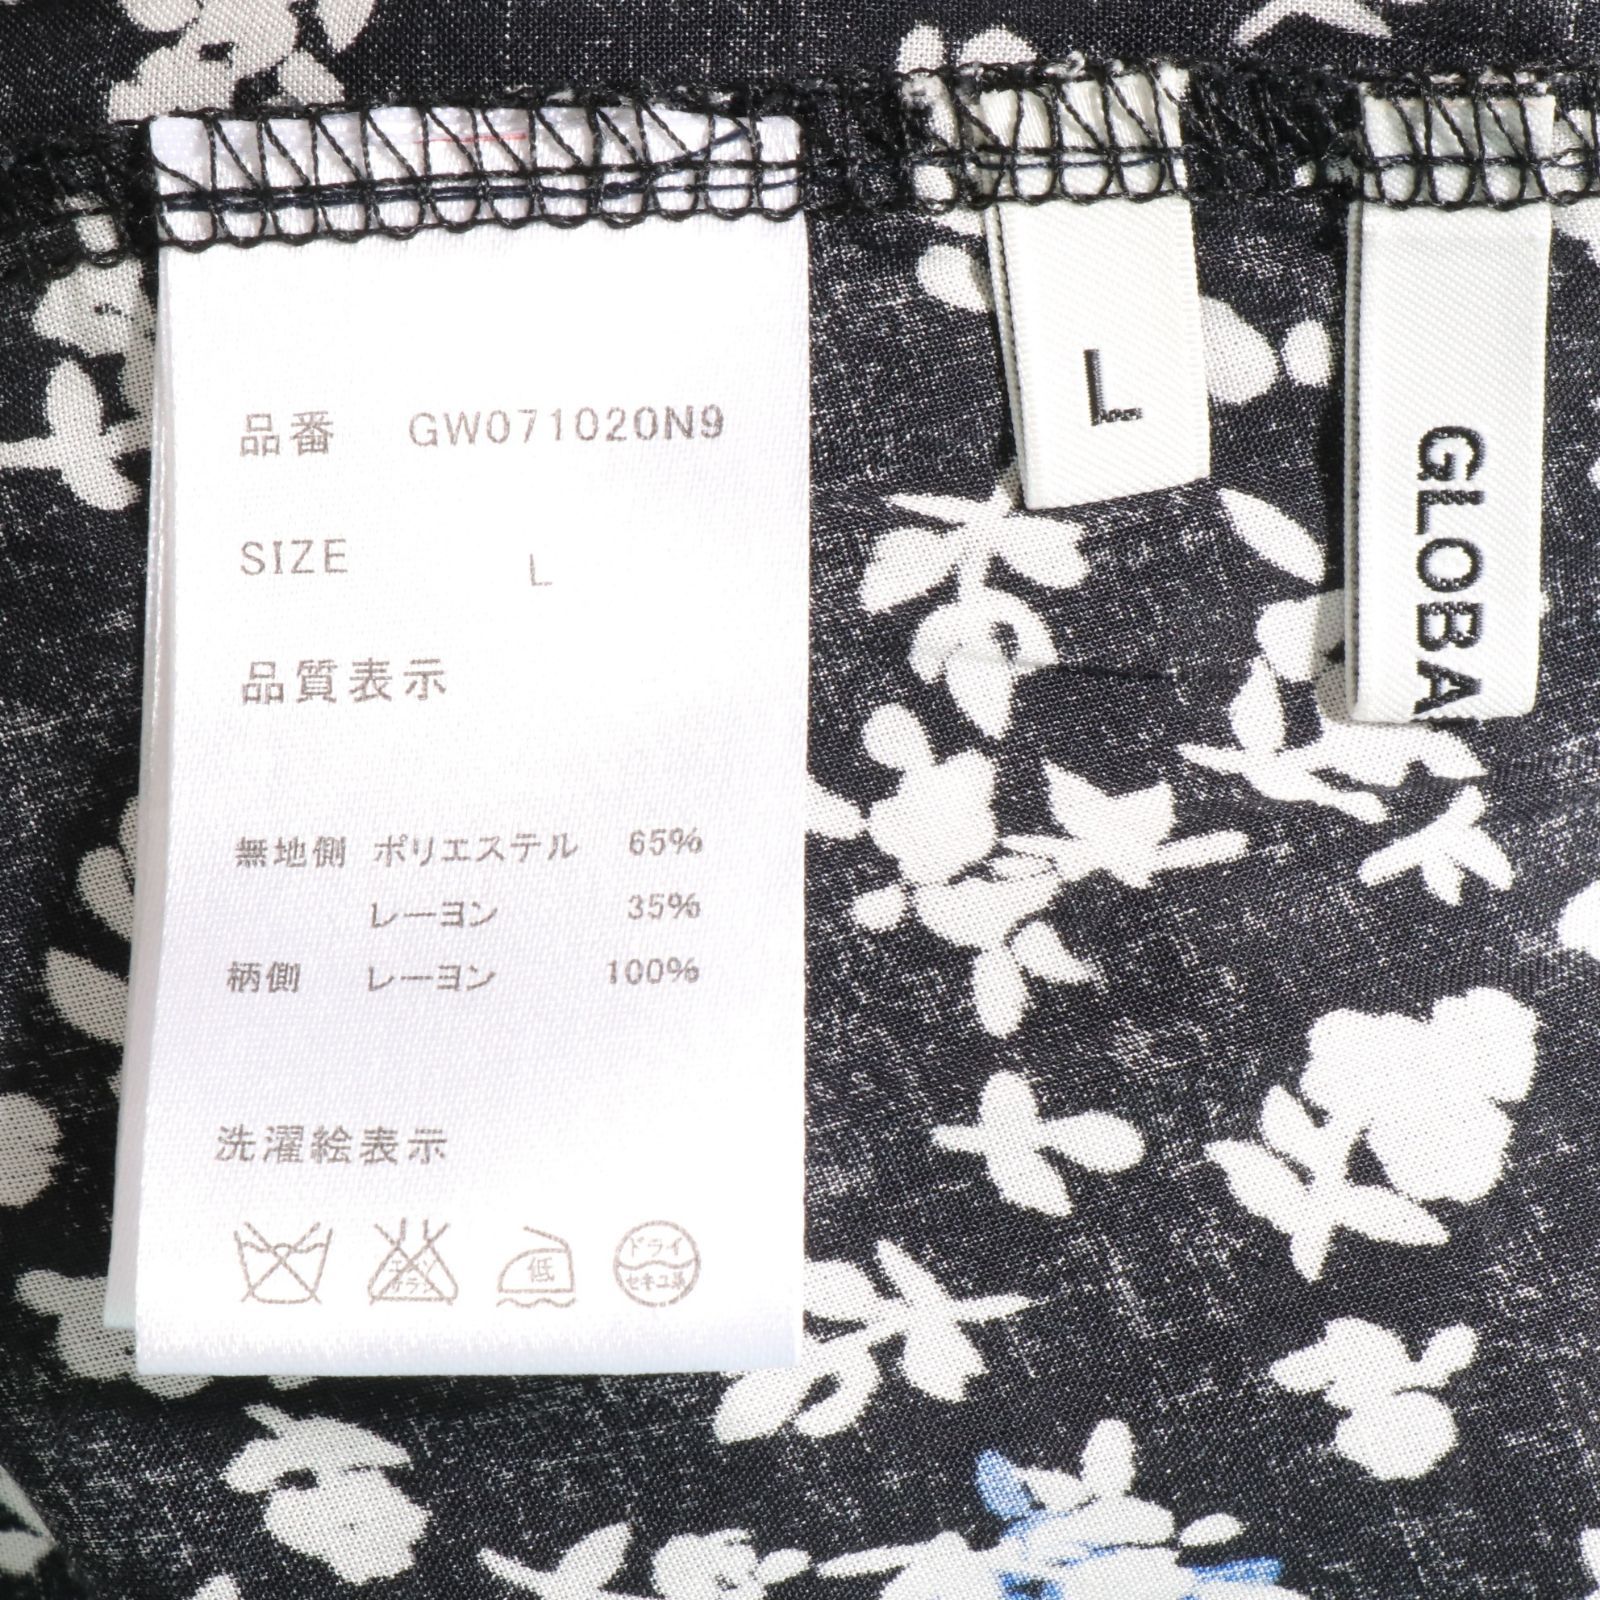 品番 GW071020N9
SIZE L
品質表示
無地側 ポリエステル 65%
レーヨン 35%
柄側 レーヨン 100%
洗濯絵表示
低
ドライ
セキユ系
L
GLOBA